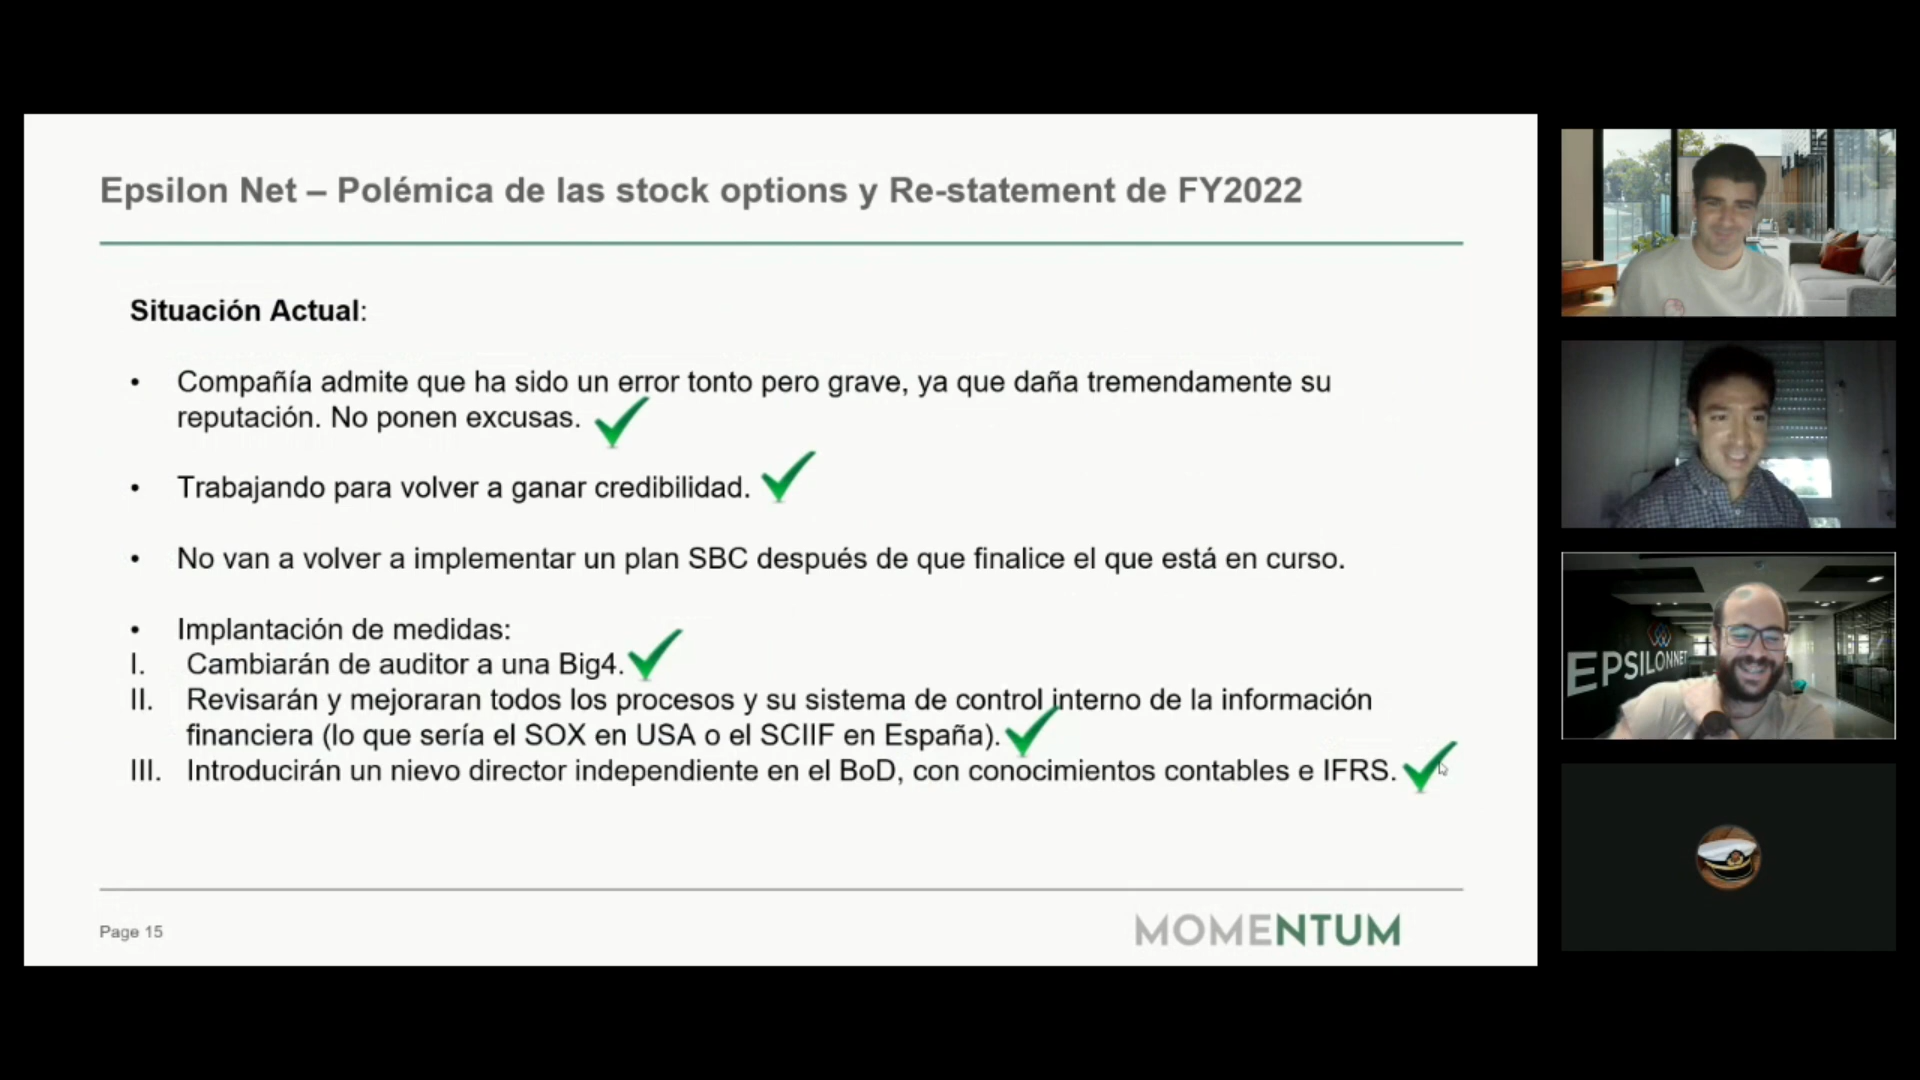 Epsilon Net – Polémica de las stock options y Re-statement de FY2022
Situación Actual:
• Compañía admite que ha sido un error tonto pero grave, ya que daña tremendamente su
reputación. No ponen excusas.
• Trabajando para volver a ganar credibilidad.
• No van a volver a implementar un plan SBC después de que finalice el que está en curso.
• Implantación de medidas:
I. Cambiarán de auditor a una Big4.
II. Revisarán y mejoraran todos los procesos y su sistema de control interno de la información
financiera (lo que sería el SOX en USA o el SCIIF en España).
III. Introducirán un nievo director independiente en el BoD, con conocimientos contables e IFRS.
Page 15
MOMENTUM
EPSILONNET